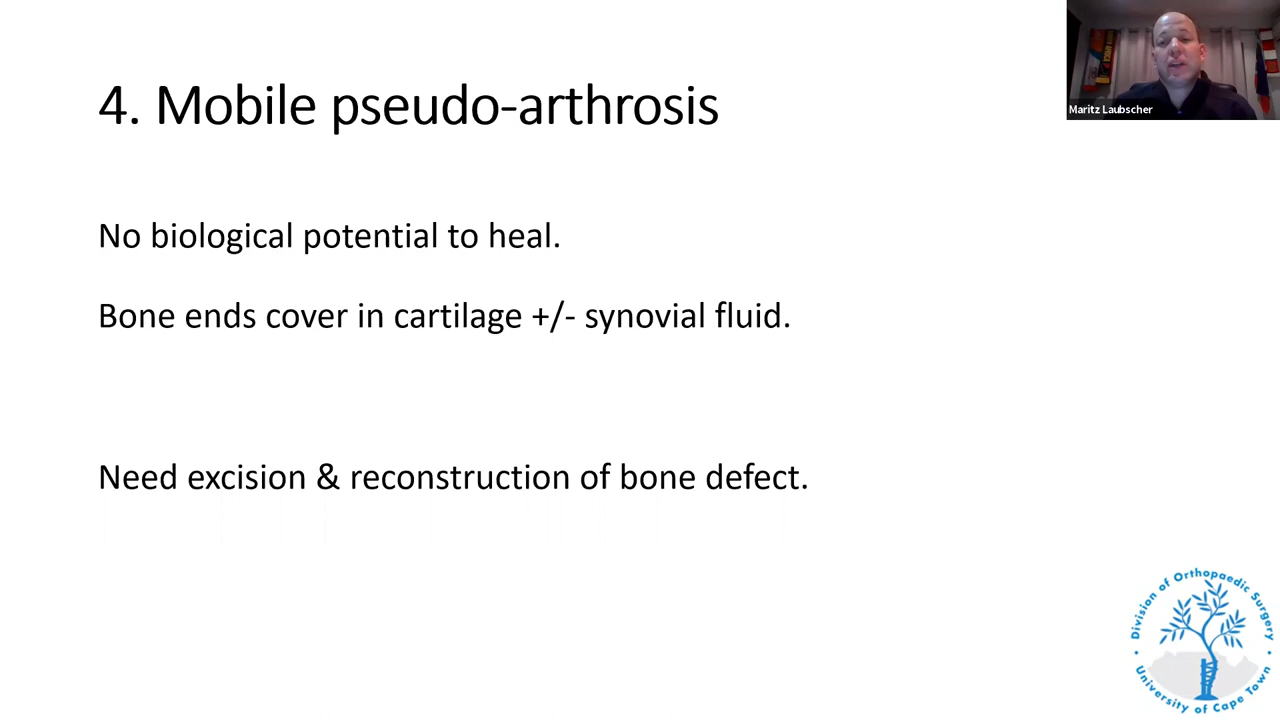 4. Mobile pseudo-arthrosis
Maritz Laubscher
No biological potential to heal.
Bone ends cover in cartilage +/- synovial fluid.
Need excision & reconstruction of bone defect.
Division of Orthopaedic Surgery
University of Cape Town